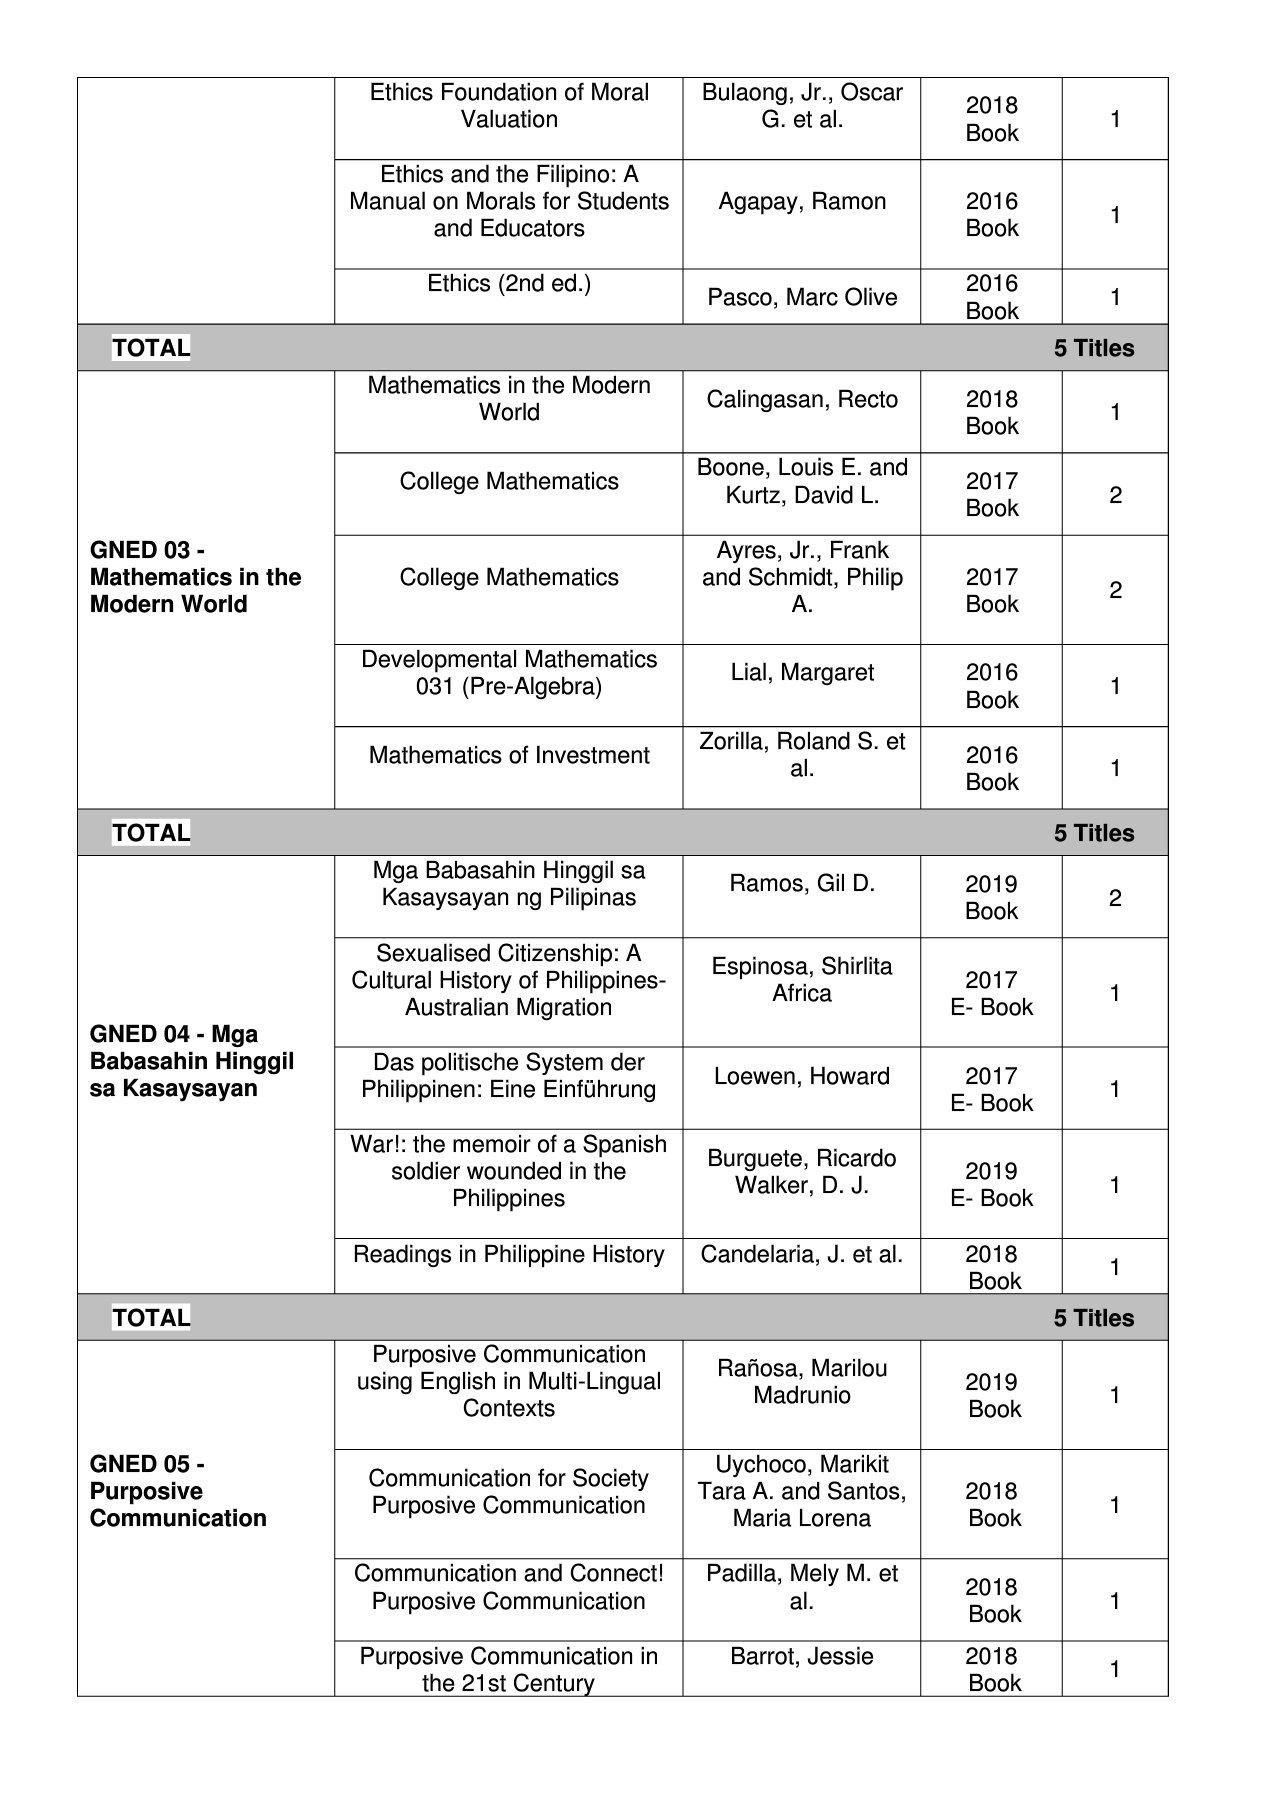 Ethics Foundation of Moral
Valuation
Bulaong, Jr., Oscar
G. et al.
2018
Book
1
Ethics and the Filipino: A
Manual on Morals for Students
and Educators
Agapay, Ramon
2016
Book
1
Ethics (2nd ed.)
Pasco, Marc Olive
2016
Book
1
TOTAL 5 Titles
GNED 03 -
Mathematics in the
Modern World
Mathematics in the Modern
World
Calingasan, Recto
2018
Book
1
College Mathematics
Boone, Louis E. and
Kurtz, David L.
2017
Book
2
College Mathematics
Ayres, Jr., Frank
and Schmidt, Philip
A.
2017
Book
2
Developmental Mathematics
031 (Pre-Algebra)
Lial, Margaret
2016
Book
1
Mathematics of Investment
Zorilla, Roland S. et
al.
2016
Book
1
TOTAL 5 Titles
GNED 04 - Mga
Babasahin Hinggil
sa Kasaysayan
Mga Babasahin Hinggil sa
Kasaysayan ng Pilipinas
Ramos, Gil D.
2019
Book
2
Sexualised Citizenship: A
Cultural History of Philippines-
Australian Migration
Espinosa, Shirlita
Africa
2017
E- Book
1
Das politische System der
Philippinen: Eine Einführung
Loewen, Howard
2017
E- Book
1
War!: the memoir of a Spanish
soldier wounded in the
Philippines
Burguete, Ricardo
Walker, D. J.
2019
E- Book
1
Readings in Philippine History
Candelaria, J. et al.
2018
Book
1
TOTAL 5 Titles
GNED 05 -
Purposive
Communication
Purposive Communication
using English in Multi-Lingual
Contexts
Rañosa, Marilou
Madrunio
2019
Book
1
Communication for Society
Purposive Communication
Uychoco, Marikit
Tara A. and Santos,
Maria Lorena
2018
Book
1
Communication and Connect!
Purposive Communication
Padilla, Mely M. et
al.
2018
Book
1
Purposive Communication in
the 21st Century
Barrot, Jessie
2018
Book
1